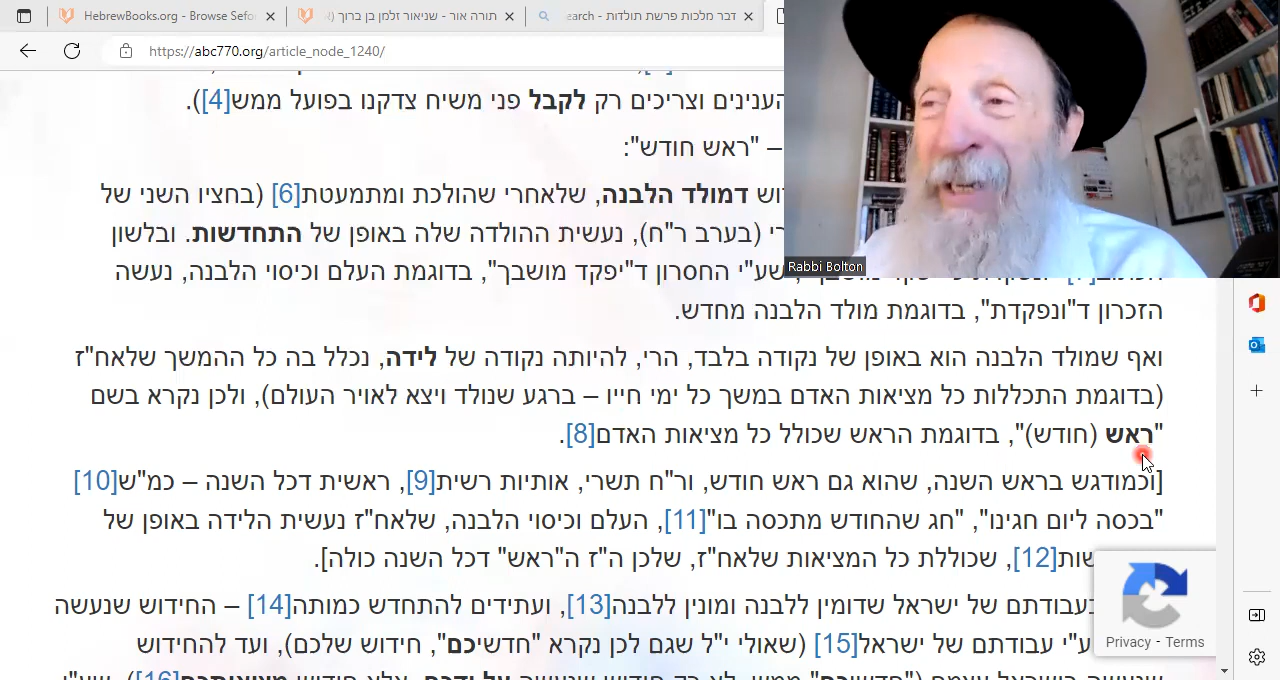 HebrewBooks.org - Browse Sefo
תורה אור - שניאור זלמן בן ברוך (
דבר מלכות פרשת תולדות - earch
https://abc770.org/article_node_1240/
הענינים וצריכים רק לקבל פני משיח צדקנו בפועל ממש[4]).
– "ראש חודש":
דמולד הלבנה, שלאחרי שהולכת ומתמעטת[6] (בחציו השני של
(בערב ר"ח), נעשית ההולדה שלה באופן של התחדשות. ובלשון
שע"י החסרון ד"יפקד מושבך", בדוגמת העלם וכיסוי הלבנה, נעשה
הזכרון ד"ונפקדת", בדוגמת מולד הלבנה מחדש.
ואף שמולד הלבנה הוא באופן של נקודה בלבד, הרי, להיותה נקודה של לידה, נכלל בה כל ההמשך שלאח"ז
(בדוגמת התכללות כל מציאות האדם במשך כל ימי חייו – ברגע שנולד ויצא לאויר העולם), ולכן נקרא בשם
"ראש (חודש)", בדוגמת הראש שכולל כל מציאות האדם[8].
[וכמודגש בראש השנה, שהוא גם ראש חודש, ור"ח תשרי, אותיות רשית[9], ראשית דכל השנה – כמ"ש[10]
"בכסה ליום חגינו", "חג שהחודש מתכסה בו"[11], העלם וכיסוי הלבנה, שלאח"ז נעשית הלידה באופן של
[12], שכוללת כל המציאות שלאח"ז, שלכן ה"ז ה"ראש" דכל השנה כולה].
בעבודתם של ישראל שדומין ללבנה ומונין ללבנה[13], ועתידים להתחדש כמותה[14] – החידוש שנעשה
ע"י עבודתם של ישראל[15] (שאולי י"ל שגם לכן נקרא "חדשיכם", חידוש שלכם), ועד להחידוש
Rabbi Bolton
Privacy - Terms